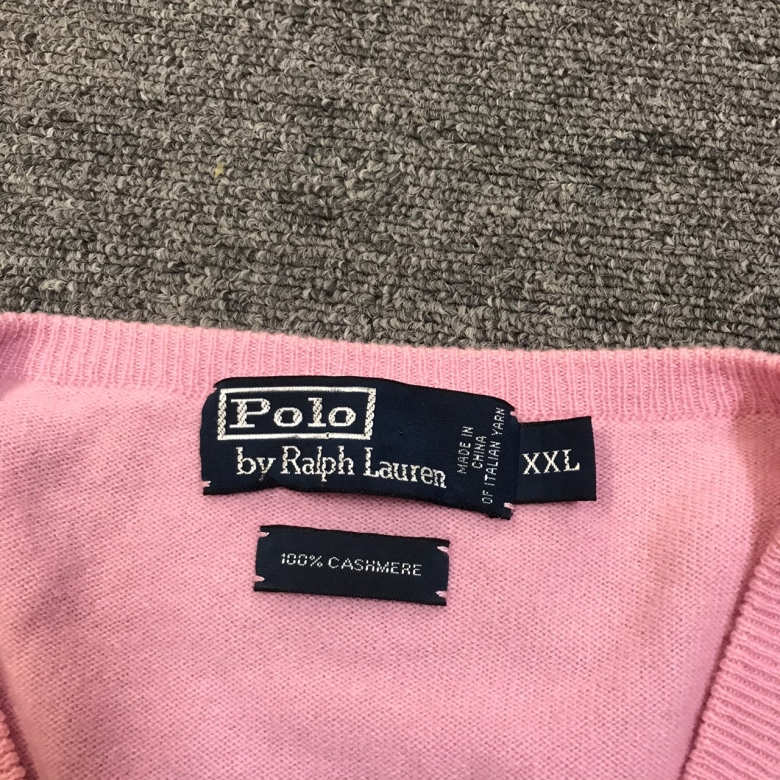 Polo
by Ralph Lauren
MADE IN
CHINA
OF ITALIAN YARN
XXL
100% CASHMERE